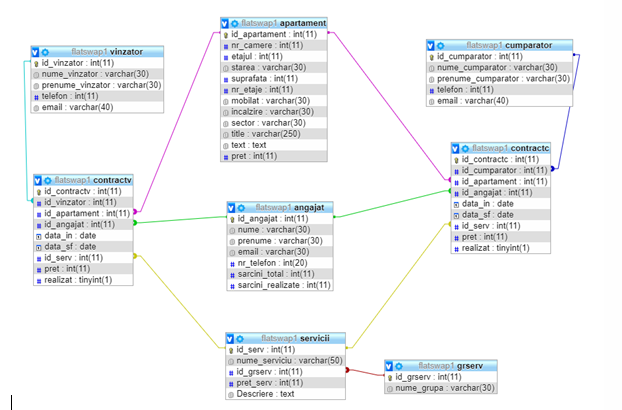 flatswap1 vinzator
id_vinzator : int(11)
nume_vinzator : varchar(30)
prenume_vinzator : varchar(30)
telefon : int(11)
email : varchar(40)
flatswap1 apartament
id_apartament : int(11)
nr_camere : int(11)
etajul : int(11)
starea : varchar(30)
suprafata : int(11)
nr_etaje : int(11)
mobilat : varchar(30)
incalzire : varchar(30)
sector : varchar(30)
title : varchar(250)
text : text
pret : int(11)
flatswap1 cumparator
id_cumparator : int(11)
nume_cumparator : varchar(30)
prenume_cumparator : varchar(30)
telefon : int(11)
email : varchar(40)
flatswap1 contractv
id_contractv : int(11)
id_vinzator : int(11)
id_apartament : int(11)
id_angajat : int(11)
data_in : date
data_sf : date
id_serv : int(11)
pret : int(11)
realizat : tinyint(1)
flatswap1 angajat
id_angajat : int(11)
nume : varchar(30)
prenume : varchar(30)
email : varchar(30)
nr_telefon : int(20)
sarcini_total : int(11)
sarcini_realizate : int(11)
flatswap1 contractc
id_contractc : int(11)
id_cumparator : int(11)
id_apartament : int(11)
id_angajat : int(11)
data_in : date
data_sf : date
id_serv : int(11)
pret : int(11)
realizat : tinyint(1)
flatswap1 servicii
id_serv : int(11)
nume_serviciu : varchar(50)
id_grserv : int(11)
pret_serv : int(11)
Descriere : text
flatswap1 grserv
id_grserv : int(11)
nume_grupa : varchar(30)